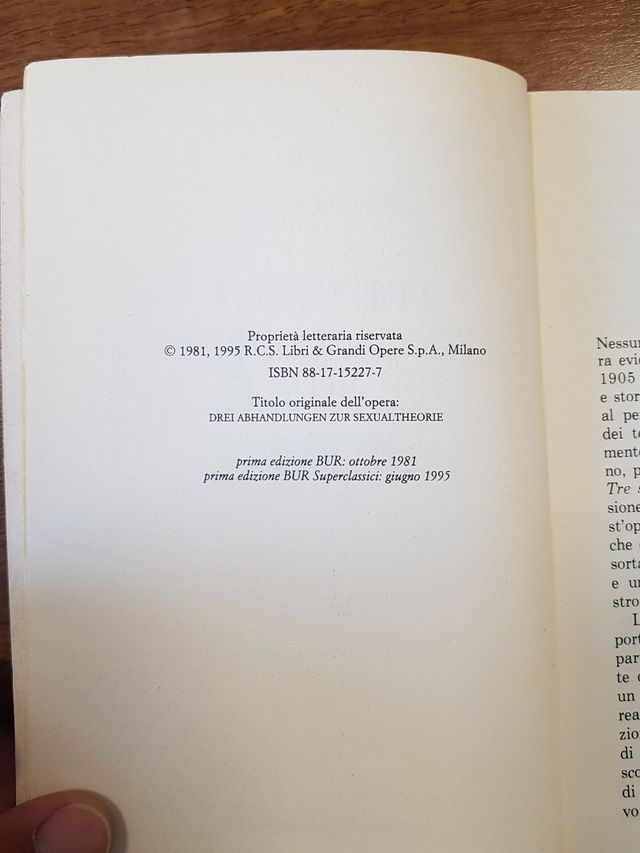 Proprietà letteraria riservata
© 1981, 1995 R.C.S. Libri & Grandi Opere S.p.A., Milano
ISBN 88-17-15227-7
Titolo originale dell'opera:
DREI ABHANDLUNGEN ZUR SEXUALTHEORIE
prima edizione BUR: ottobre 1981
prima edizione BUR Superclassici: giugno 1995
Nessun
ra evi
1905
e stor
al pe
dei t
ment
no, p
Tre s
sione
st'op
che
sorta
e u
stro
L
port
par
te
un
rea
zio
di
sco
di
vo